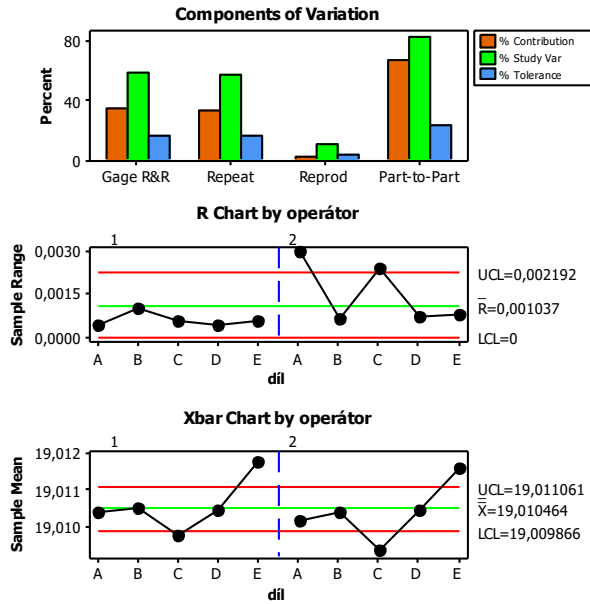 Components of Variation
Percent
80
40
0
Gage R&R Repeat Reprod Part-to-Part
% Contribution
% Study Var
% Tolerance
R Chart by operátor
Sample Range
1 2
0,0030
0,0015
0,0000
UCL=0,002192
R=0,001037
LCL=0
A B C D E A B C D E
díl
Xbar Chart by operátor
Sample Mean
1 2
19,012
19,011
19,010
UCL=19,011061
X=19,010464
LCL=19,009866
A B C D E A B C D E
díl